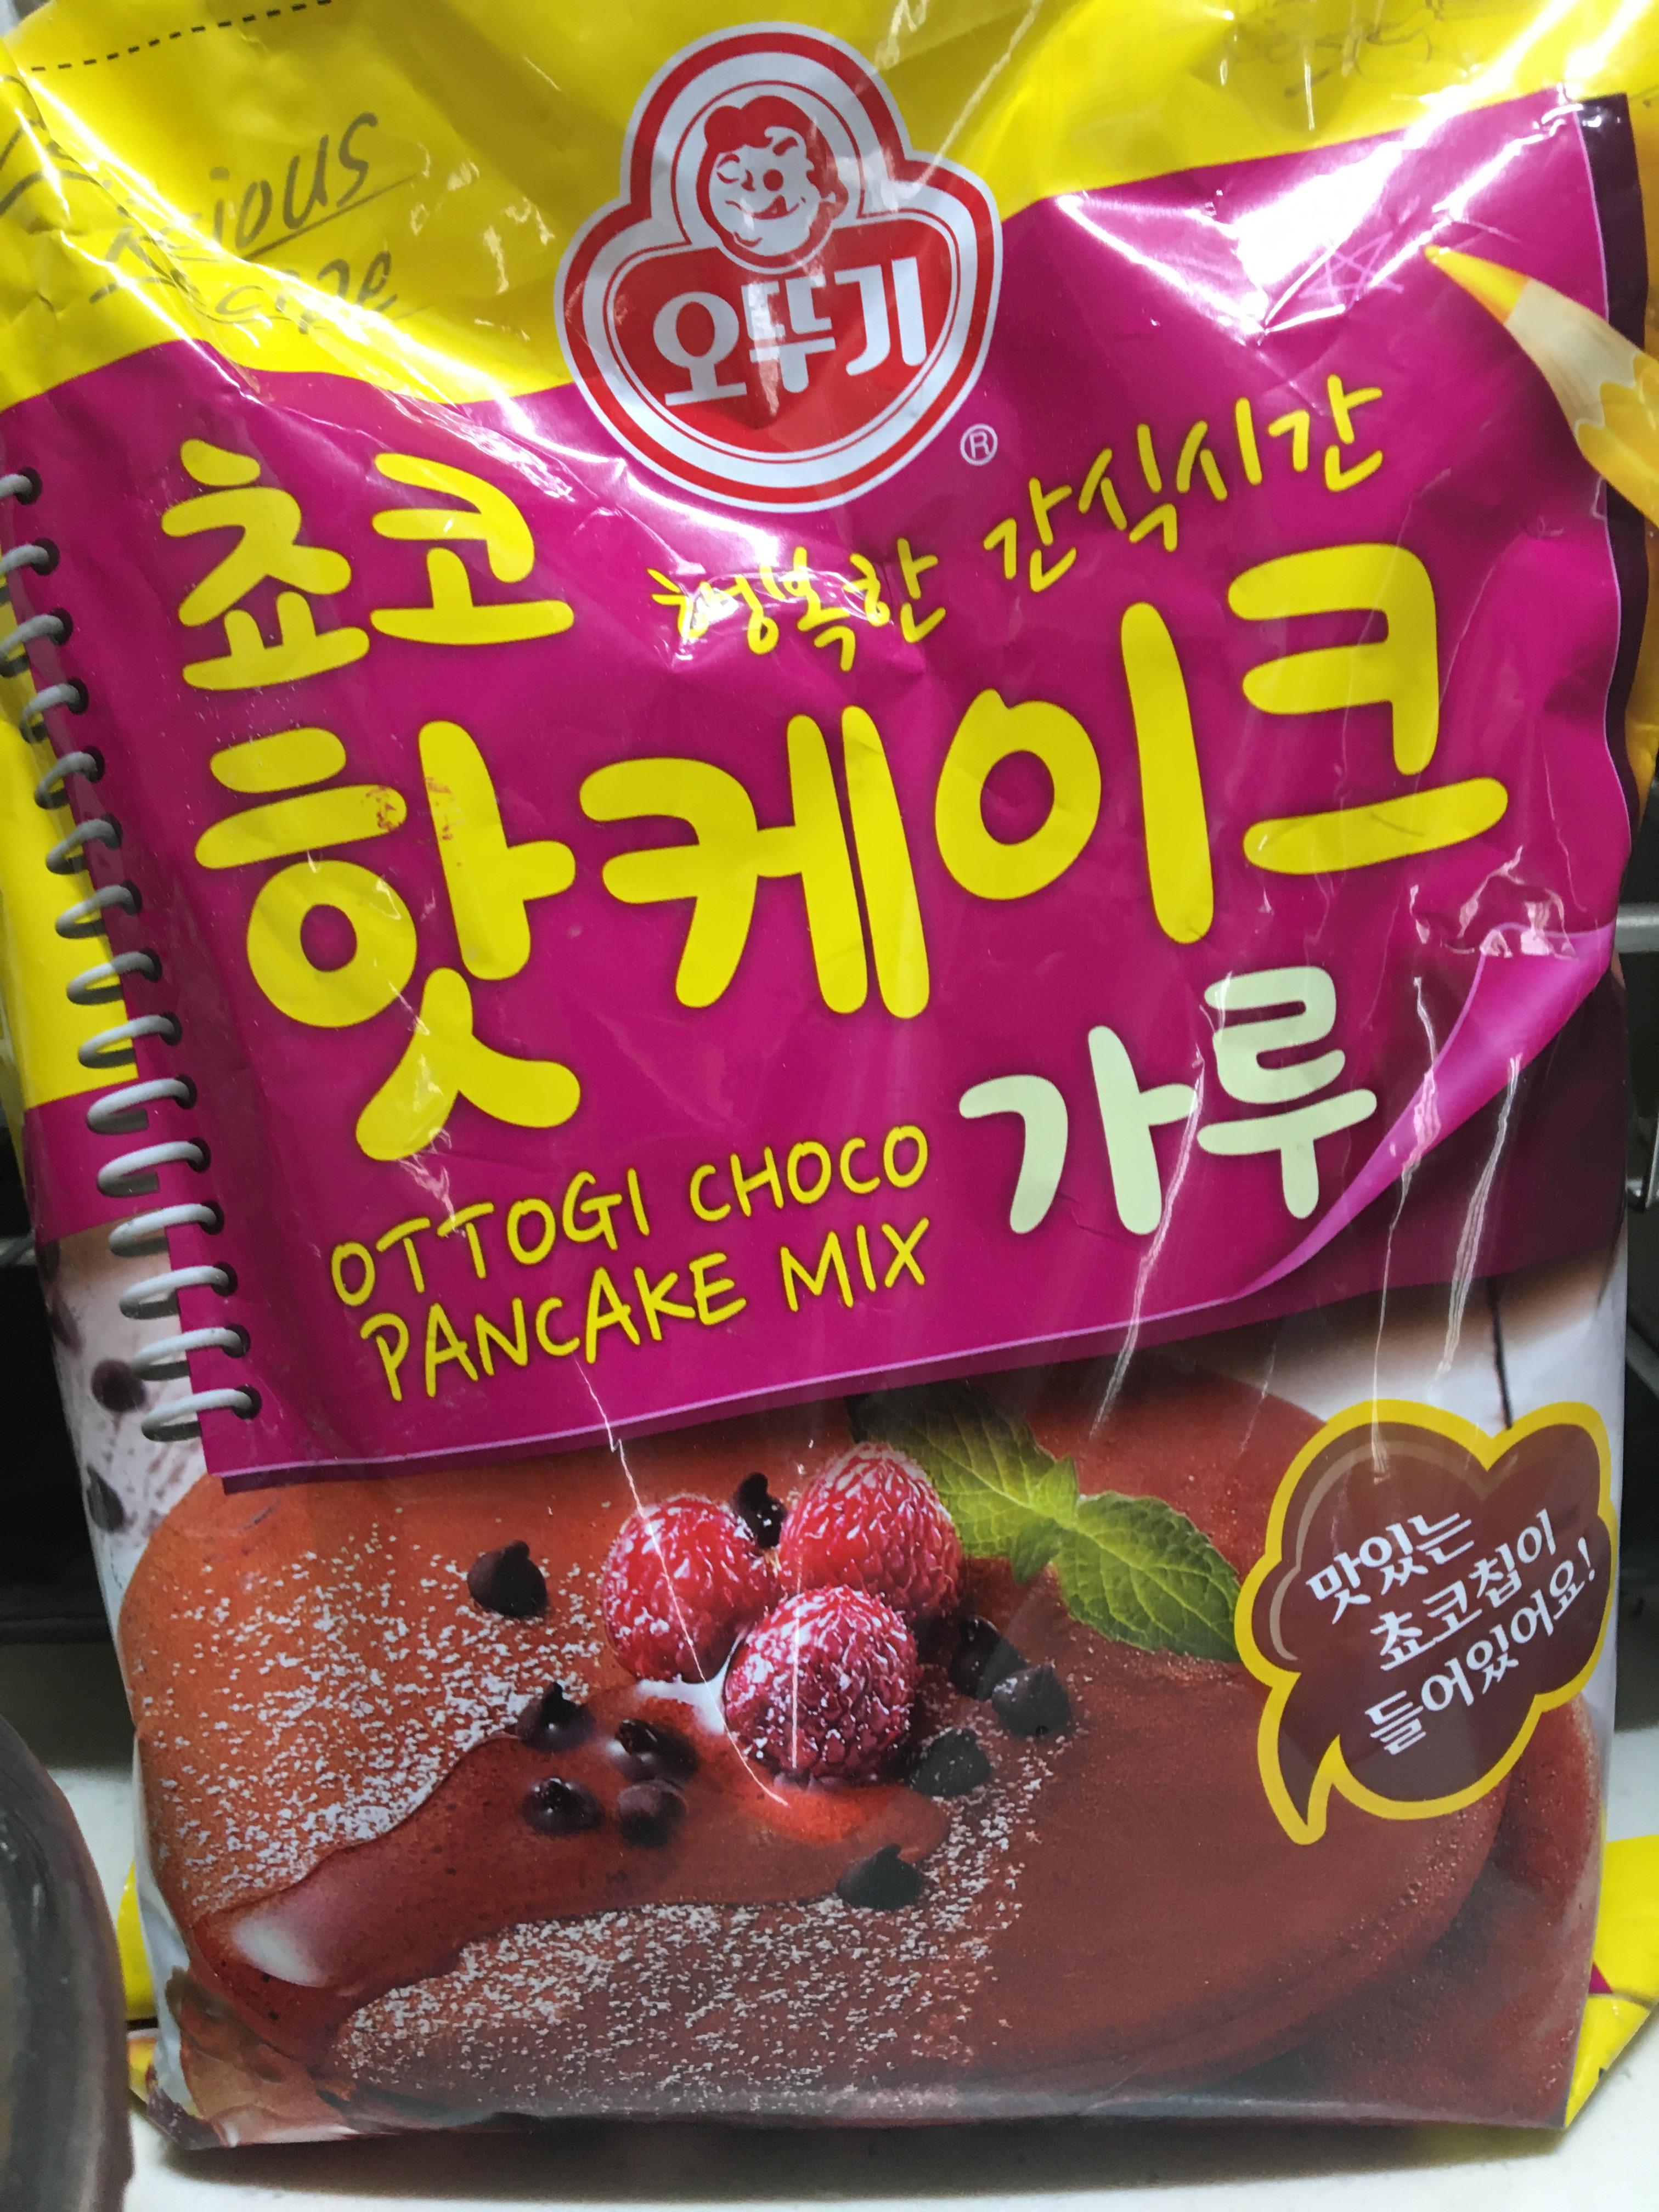 오뚜기
®
쵸코
행복한 간식시간
핫케이크
가루
OTTOGI CHOCO
PANCAKE MIX
맛있는
쵸코칩이
들어있어요!